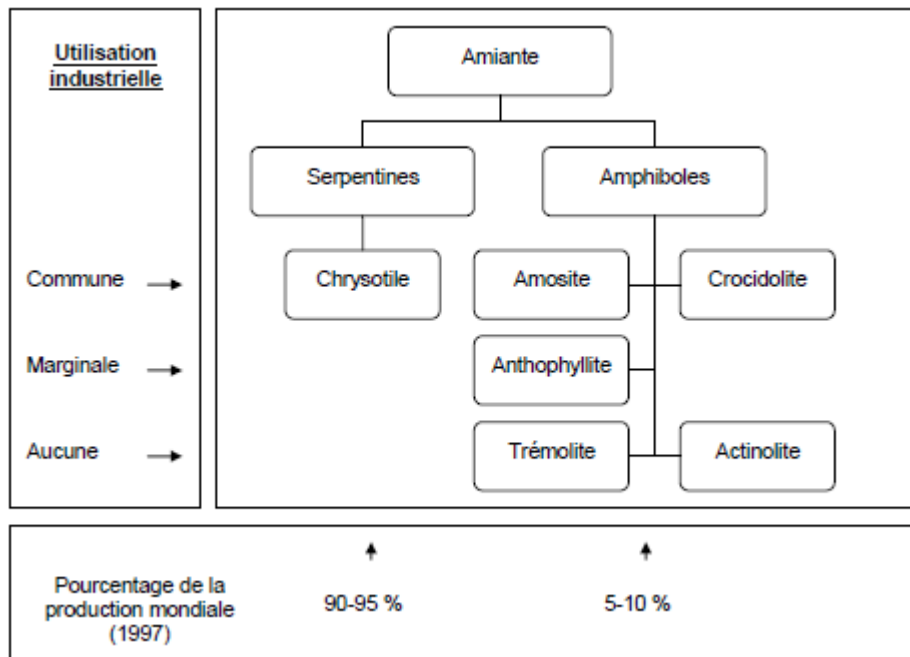 Utilisation
industrielle
Amiante
Serpentines
Amphiboles
Commune
Chrysotile
Amosite
Crocidolite
Marginale
Anthophyllite
Aucune
Trémolite
Actinolite
Pourcentage de la
production mondiale
(1997)
90-95 %
5-10 %